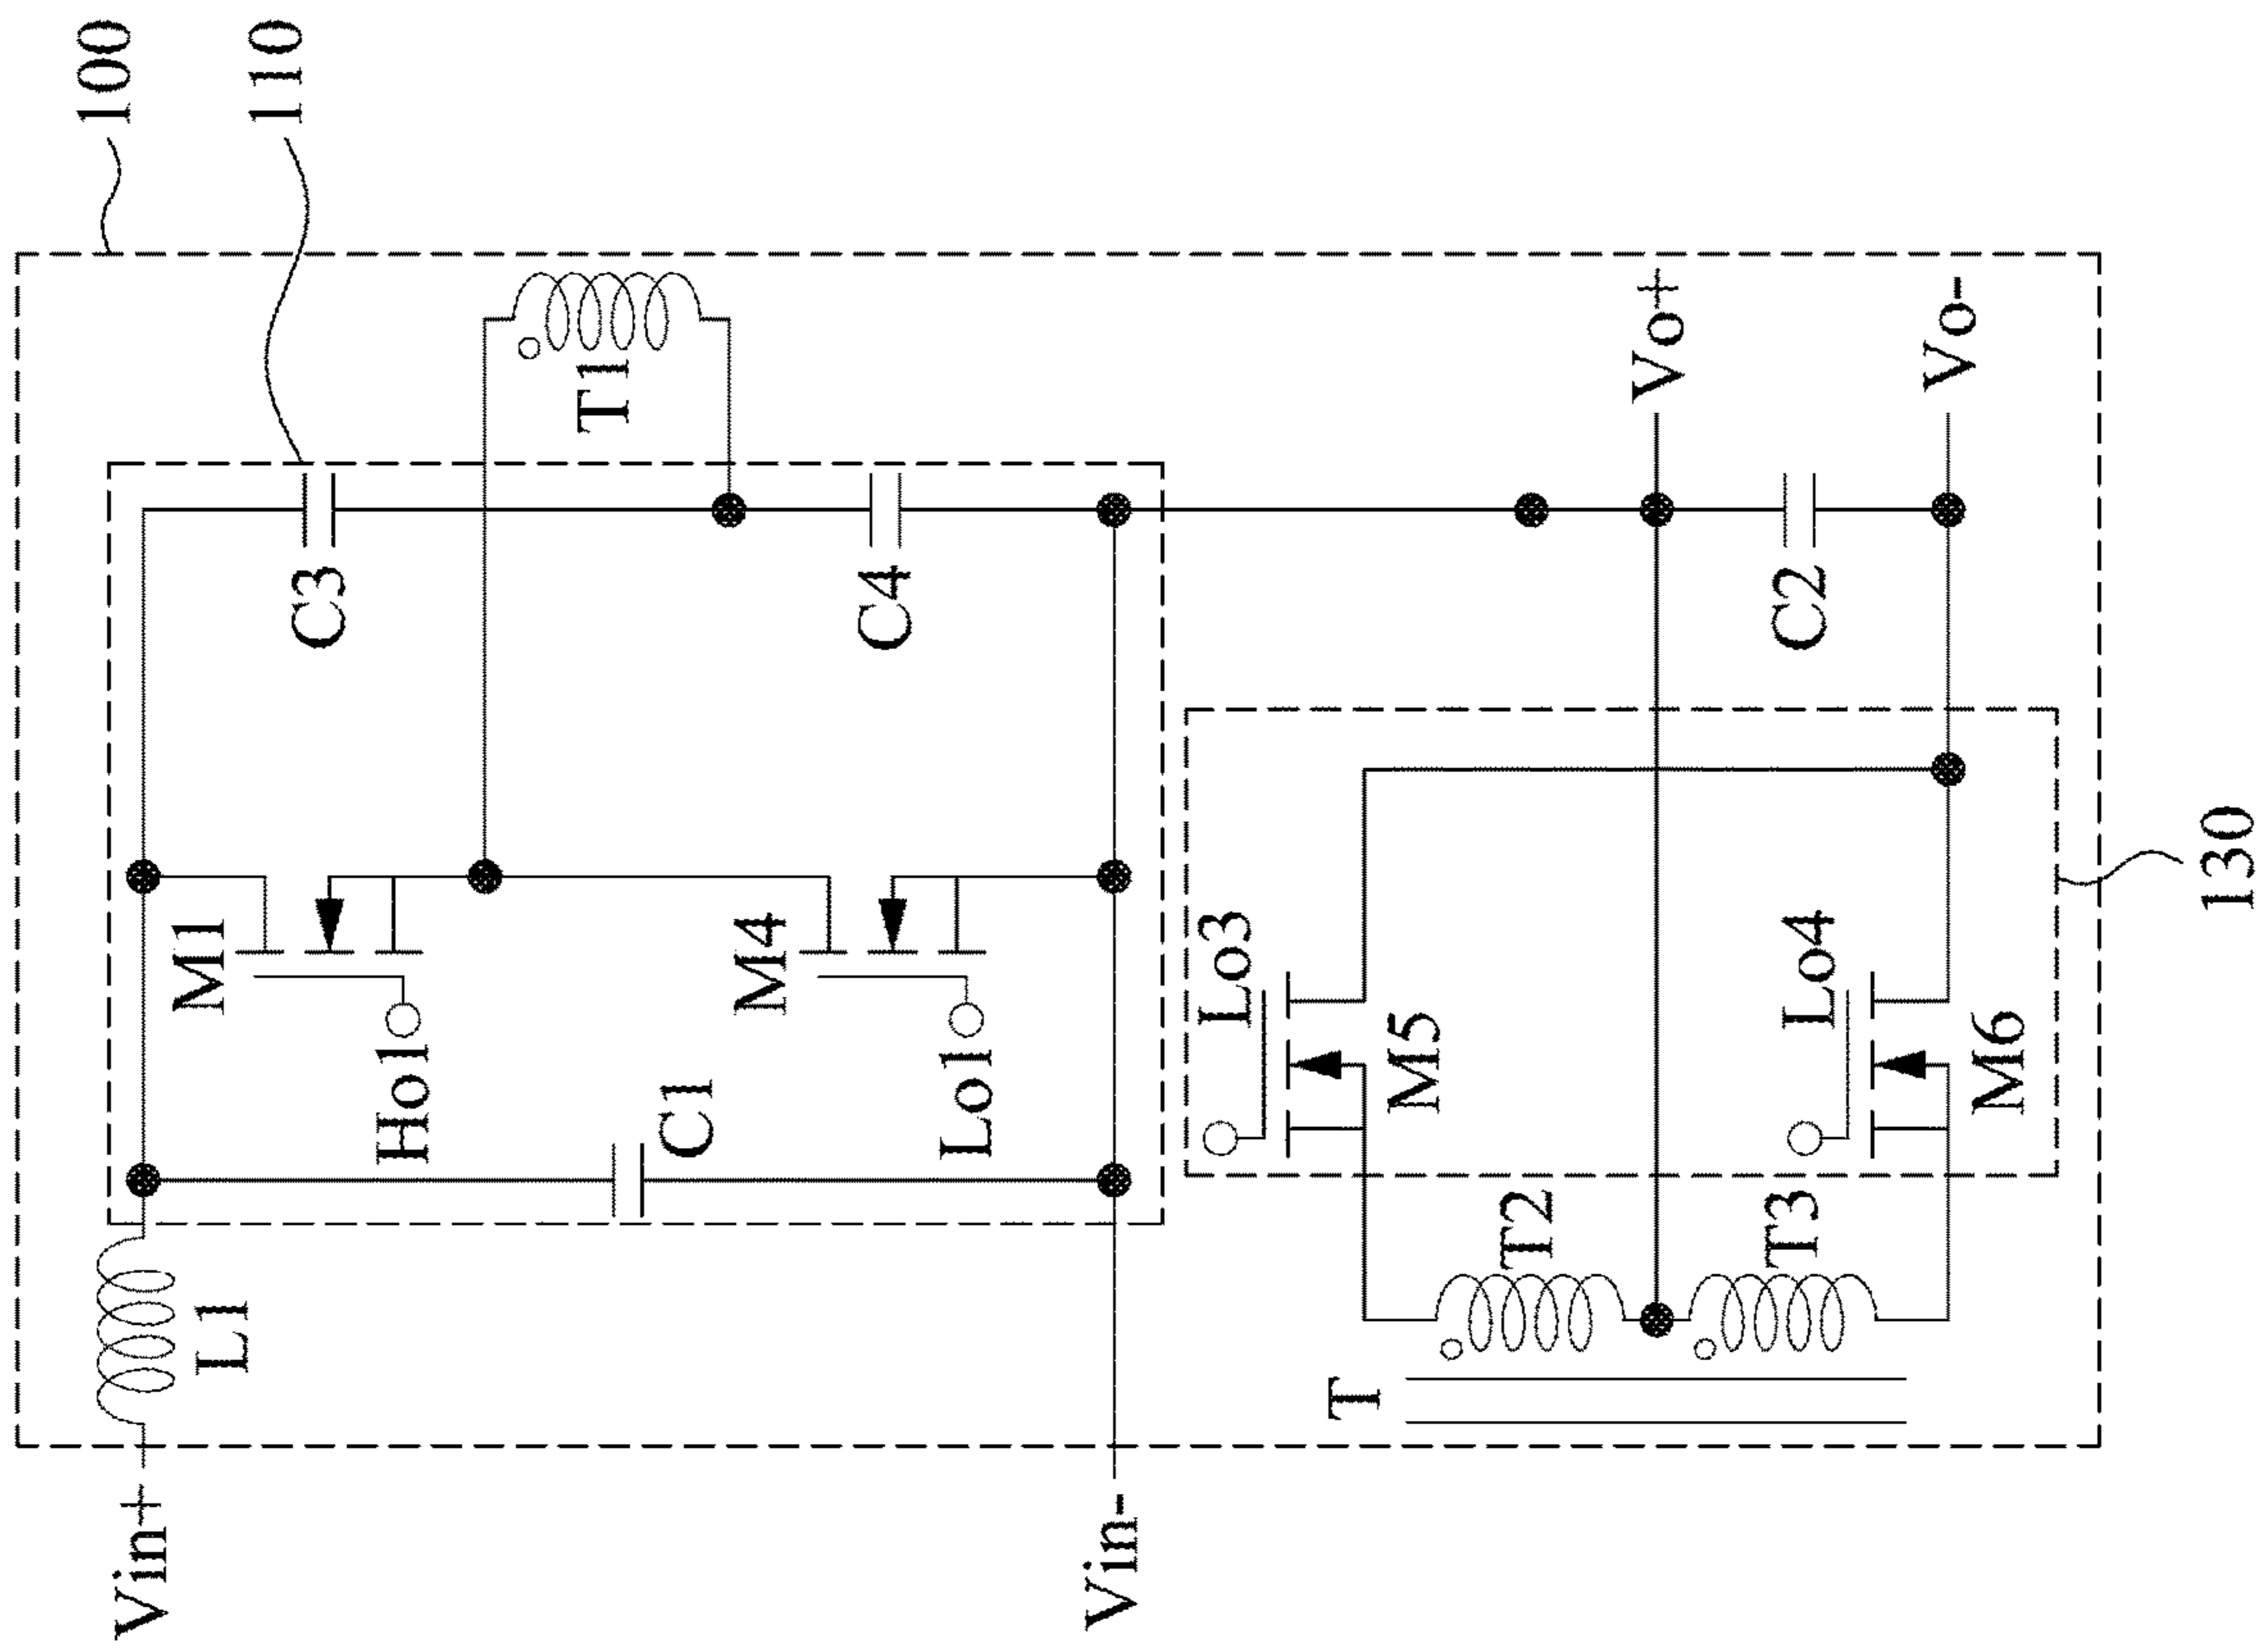 100
110
T1
Vo+
Vo-
C3
C4
C2
M1
M4
Lo3
Lo4
130
Ho1
C1
Lo1
M5
M6
L1
T2
T3
T
Vin+
Vin-